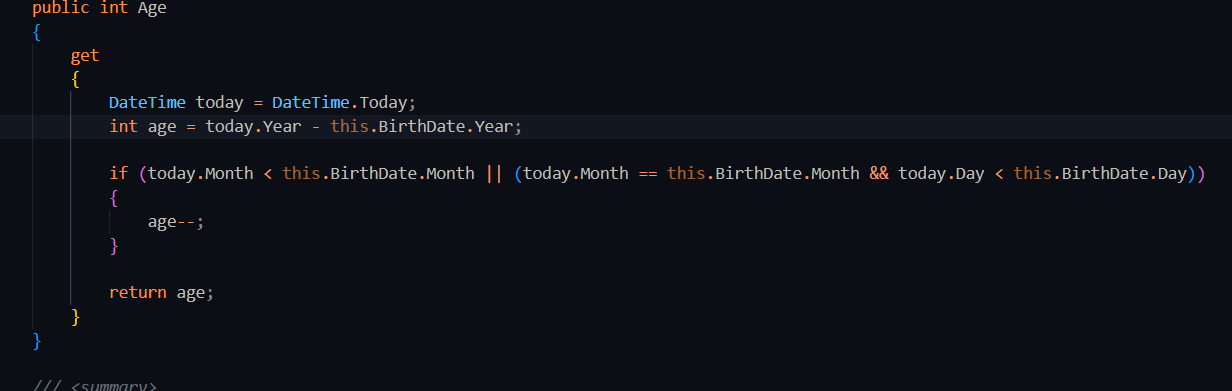 public int Age
{
get
{
DateTime today = DateTime.Today;
int age = today.Year - this.BirthDate.Year;
if (today.Month < this.BirthDate.Month || (today.Month == this.BirthDate.Month && today.Day < this.BirthDate.Day))
{
age--;
}
return age;
}
}
/// <summary>